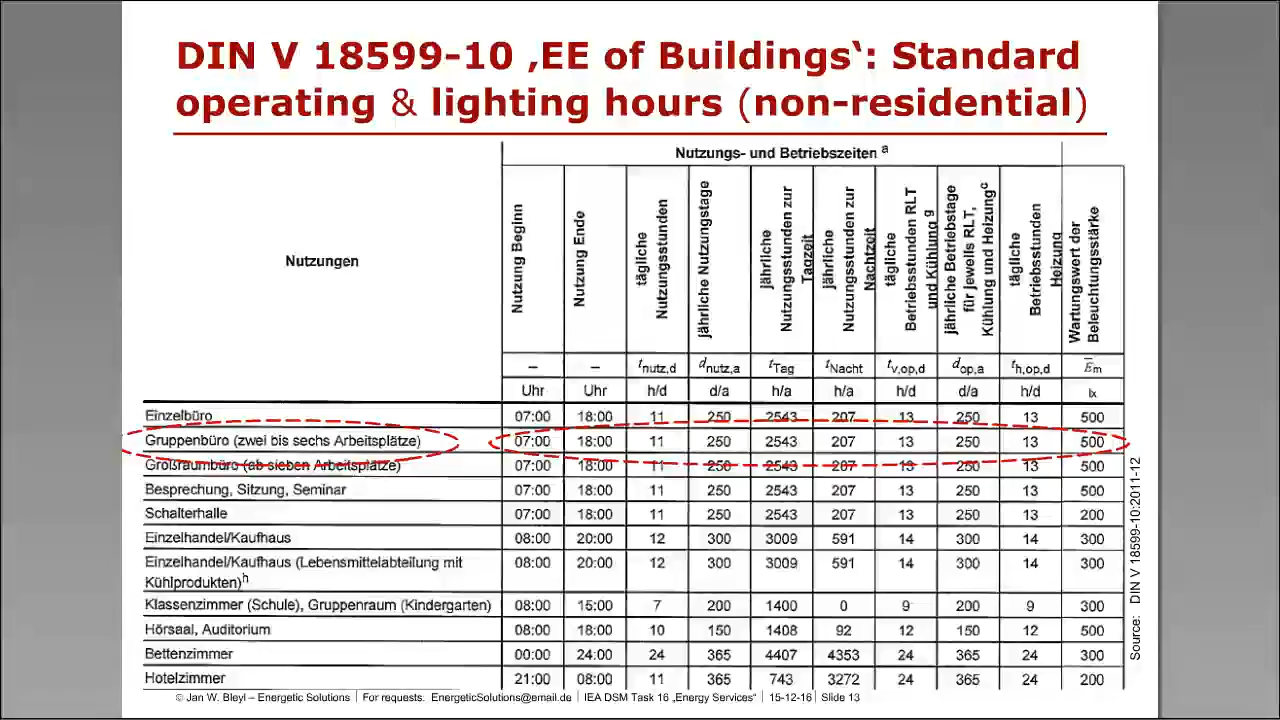 DIN V 18599-10 ‚EE of Buildings‘: Standard
operating & lighting hours (non-residential)
Nutzungs- und Betriebszeiten a
Nutzungen
Nutzung Beginn
Nutzung Ende
tägliche
Nutzungsstunden
jährliche Nutzungstage
jährliche
Nutzungsstunden zur
Tagzeit
jährliche
Nutzungsstunden zur
Nachtzeit
tägliche
Betriebsstunden RLT
und Kühlung g
jährliche Betriebstage
für jeweils RLT,
Kühlung und Heizung c
tägliche
Betriebsstunden
Heizung
Wartungswert der
Beleuchtungsstärke
– – tnutz,d dnutz,a tTag tNacht tv,op,d dop,a th,op,d Ēm
Uhr Uhr h/d d/a h/a h/a h/d d/a h/d lx
Einzelbüro 07:00 18:00 11 250 2543 207 13 250 13 500
Gruppenbüro (zwei bis sechs Arbeitsplätze) 07:00 18:00 11 250 2543 207 13 250 13 500
Großraumbüro (ab sieben Arbeitsplätze) 07:00 18:00 11 250 2543 207 13 250 13 500
Besprechung, Sitzung, Seminar 07:00 18:00 11 250 2543 207 13 250 13 500
Schalterhalle 07:00 18:00 11 250 2543 207 13 250 13 200
Einzelhandel/Kaufhaus 08:00 20:00 12 300 3009 591 14 300 14 300
Einzelhandel/Kaufhaus (Lebensmittelabteilung mit 08:00 20:00 12 300 3009 591 14 300 14 300
Kühlprodukten)h
Klassenzimmer (Schule), Gruppenraum (Kindergarten) 08:00 15:00 7 200 1400 0 9 200 9 300
Hörsaal, Auditorium 08:00 18:00 10 150 1408 92 12 150 12 500
Bettenzimmer 00:00 24:00 24 365 4407 4353 24 365 24 300
Hotelzimmer 21:00 08:00 11 365 743 3272 24 365 24 200
Source: DIN V 18599-10:2011-12
© Jan W. Bleyl – Energetic Solutions | For requests. EnergeticSolutions@email.de | IEA DSM Task 16 „Energy Services“ | 15-12-16 | Slide 13